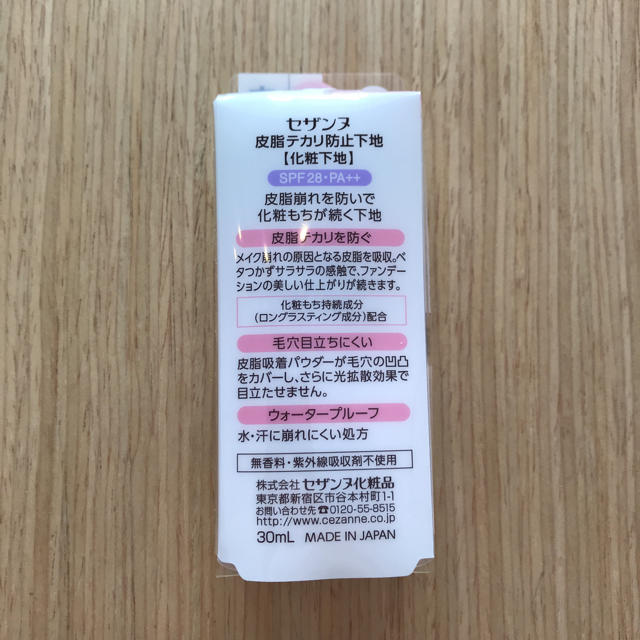 セザンヌ
皮脂テカリ防止下地
【化粧下地】
SPF28・PA++
皮脂崩れを防いで
化粧もちが続く下地
皮脂テカリを防ぐ
メイク崩れの原因となる皮脂を吸収。ベ
タつかずサラサラの感触で、ファンデー
ションの美しい仕上がりが続きます。
化粧もち持続成分
(ロングラスティング成分)配合
毛穴目立ちにくい
皮脂吸着パウダーが毛穴の凹凸
をカバーし、さらに光拡散効果で
目立たせません。
ウォータープルーフ
水・汗に崩れにくい処方
無香料・紫外線吸収剤不使用
株式会社 セザンヌ化粧品
東京都新宿区市谷本村町1-1
お問い合わせ先☎0120-55-8515
http://www.cezanne.co.jp
30mL MADE IN JAPAN